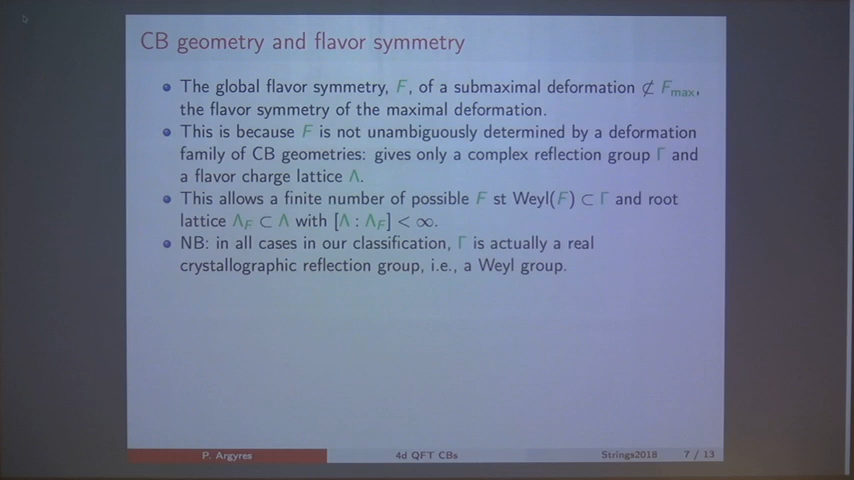 CB geometry and flavor symmetry
• The global flavor symmetry, F, of a submaximal deformation ⊄ Fmax,
the flavor symmetry of the maximal deformation.
• This is because F is not unambiguously determined by a deformation
family of CB geometries: gives only a complex reflection group Γ and
a flavor charge lattice Λ.
• This allows a finite number of possible F st Weyl(F) ⊂ Γ and root
lattice ΛF ⊂ Λ with [Λ : ΛF] < ∞.
• NB: in all cases in our classification, Γ is actually a real
crystallographic reflection group, i.e., a Weyl group.
P. Argyres 4d QFT CBs Strings2018 7 / 13